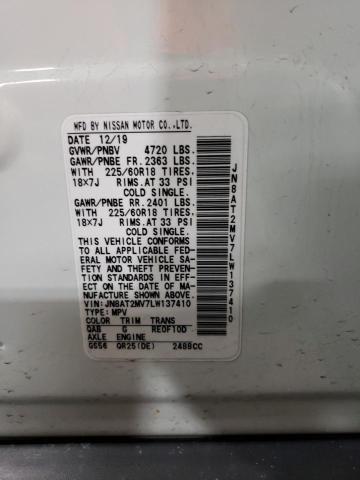 MFD BY NISSAN MOTOR CO.,LTD.
DATE 12/19
GVWR/PNBV 4720 LBS.
GAWR/PNBE FR. 2363 LBS.
WITH 225/60R18 TIRES,
18X7J RIMS.AT 33 PSI
COLD SINGLE.
GAWR/PNBE RR. 2401 LBS.
WITH 225/60R18 TIRES,
18X7J RIMS.AT 33 PSI
COLD SINGLE.
THIS VEHICLE CONFORMS
TO ALL APPLICABLE FED-
ERAL MOTOR VEHICLE SA-
FETY AND THEFT PREVEN-
TION STANDARDS IN EFF-
ECT ON THE DATE OF MA-
NUFACTURE SHOWN ABOVE.
VIN:JN8AT2MV7LW137410
TYPE:MPV
COLOR TRIM TRANS
QAB G RE0F10D
AXLE ENGINE
GS56 QR25(DE) 2488CC
JN8AT2MV7LW137410